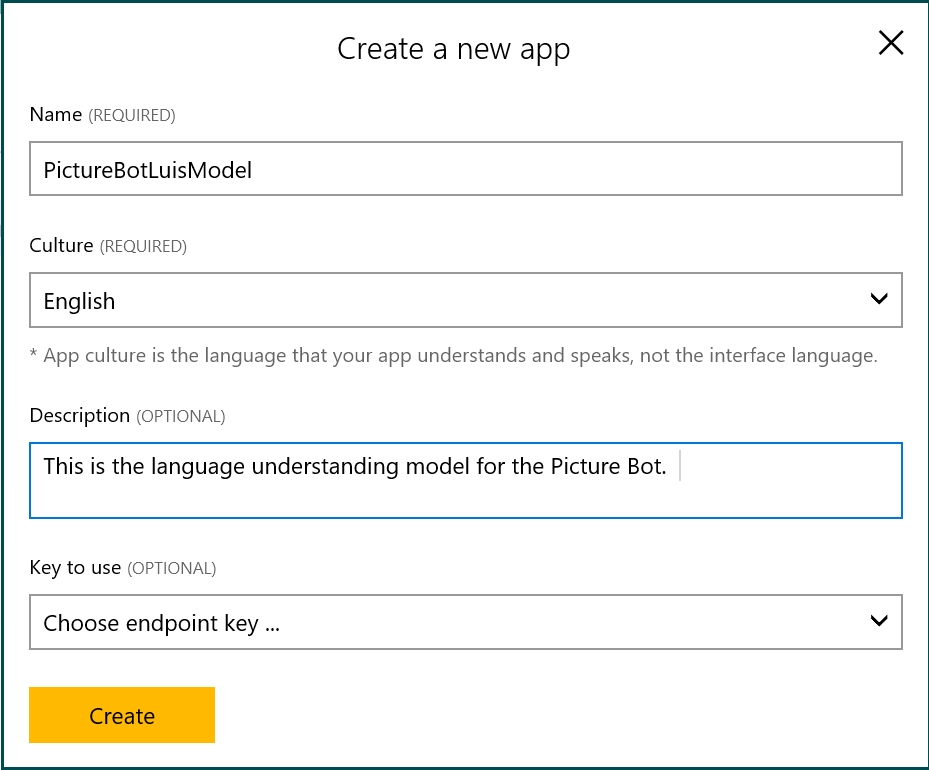 Create a new app
Name (REQUIRED)
PictureBotLuisModel
Culture (REQUIRED)
English
* App culture is the language that your app understands and speaks, not the interface language.
Description (OPTIONAL)
This is the language understanding model for the Picture Bot.
Key to use (OPTIONAL)
Choose endpoint key ...
Create